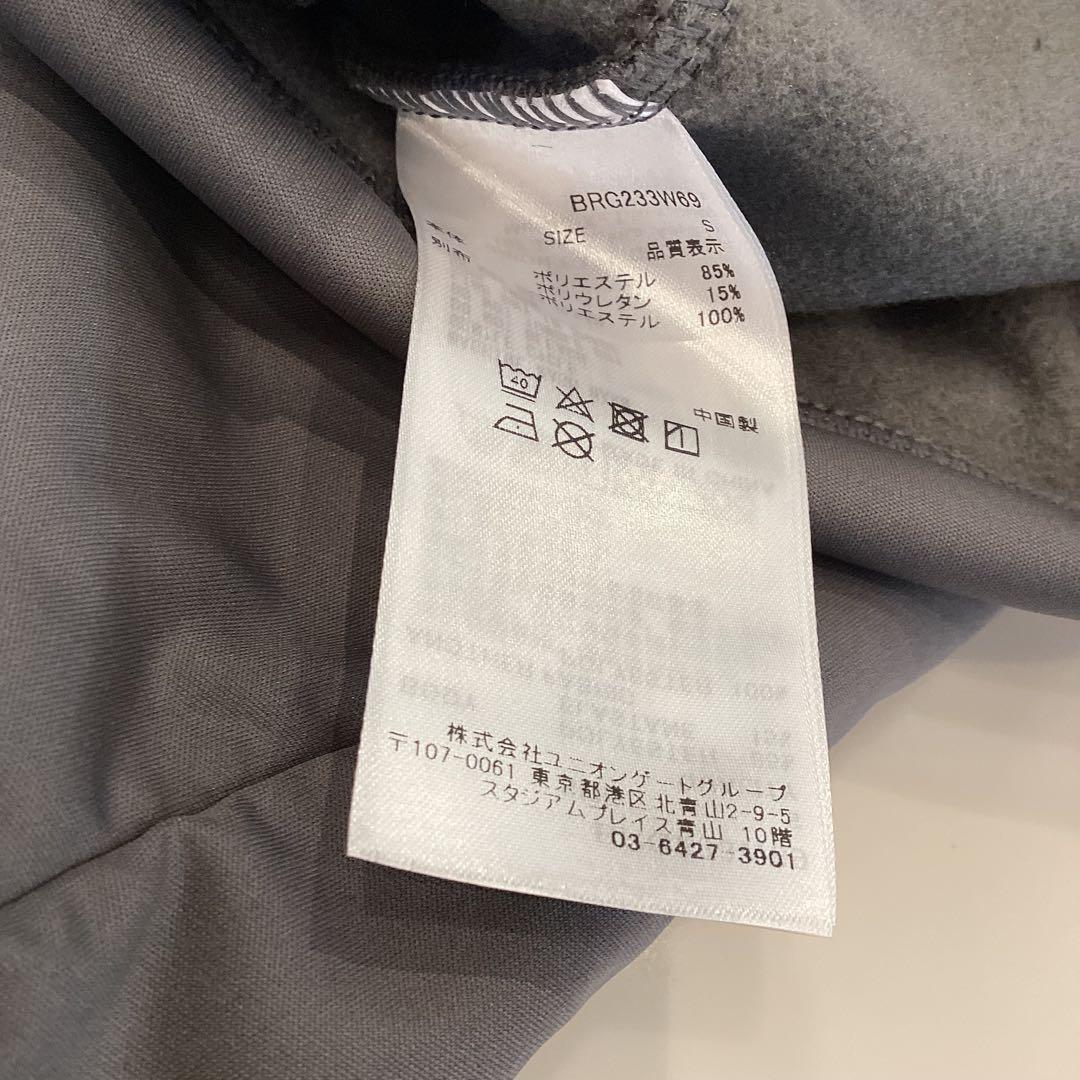 BRG233W69
SIZE S
品質表示
本体 ポリエステル 85%
ポリウレタン 15%
別布 ポリエステル 100%
40
中国製
株式会社ユニオンゲートグループ
〒107-0061 東京都港区北青山2-9-5
スタジアムプレイス青山 10階
03-6427-3901